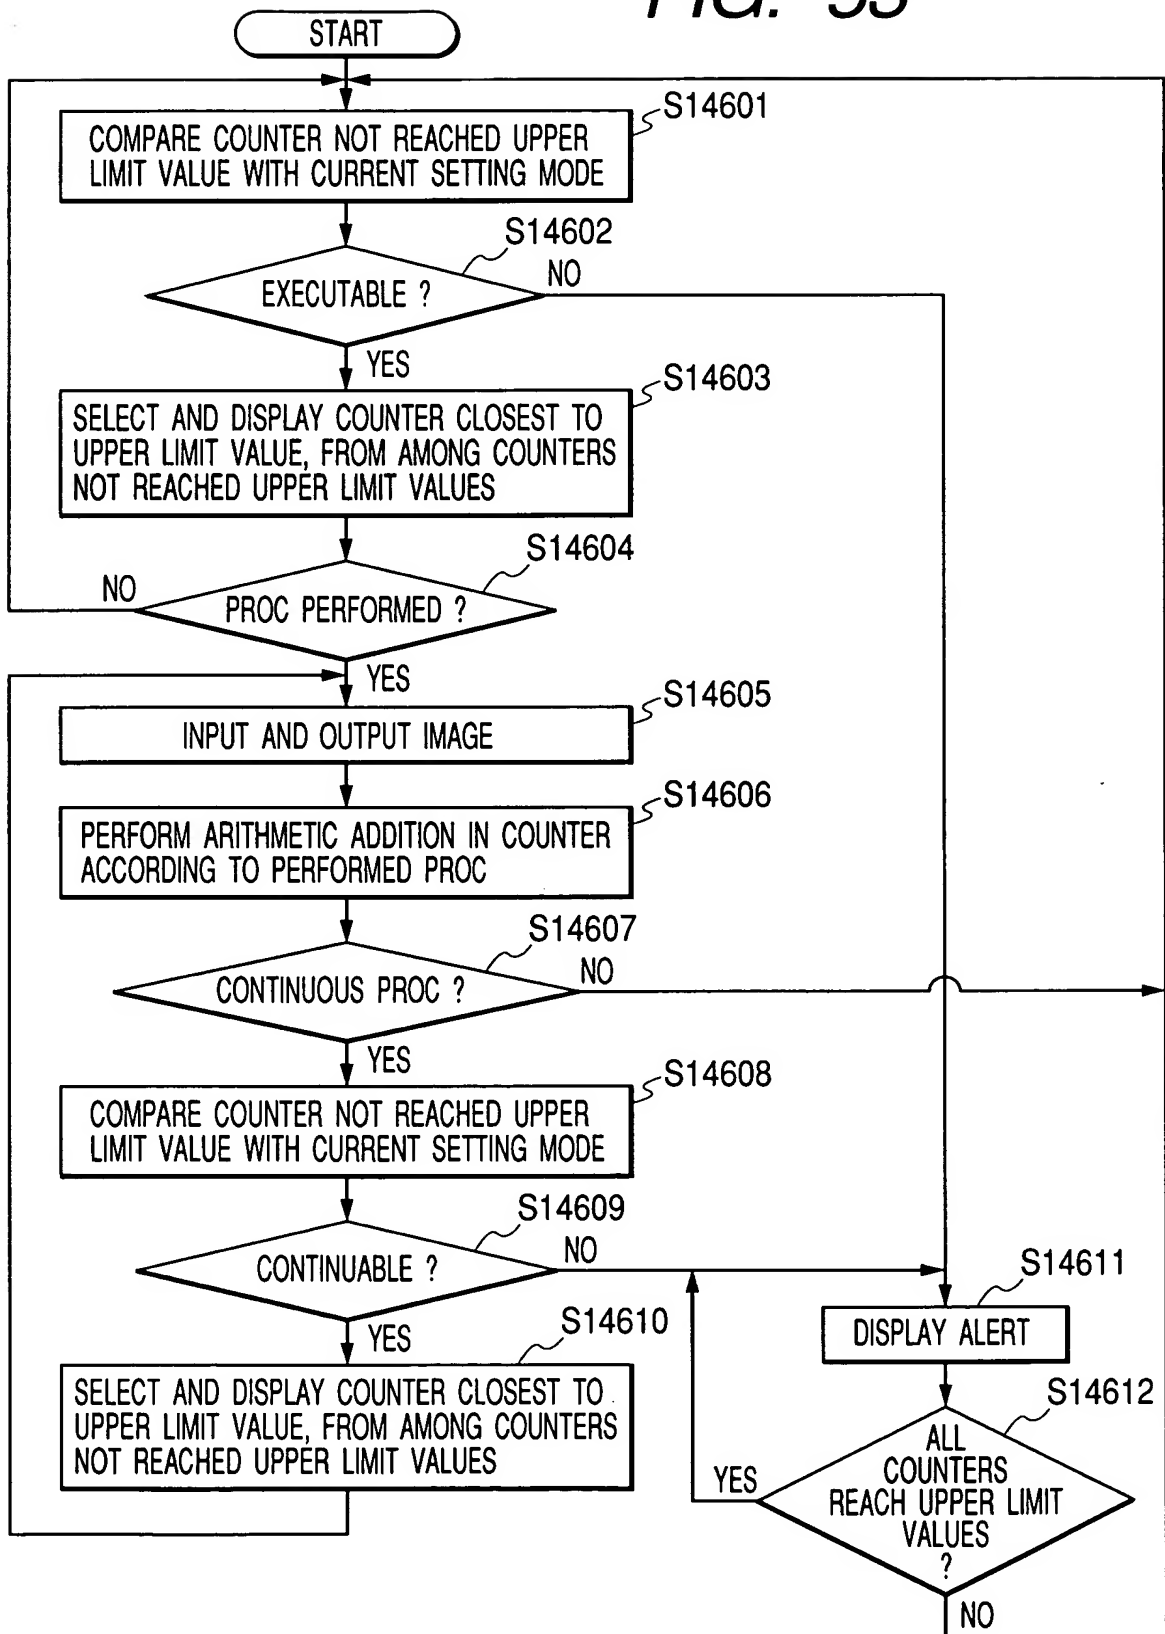 FIG. 53
START
S14601
COMPARE COUNTER NOT REACHED UPPER
LIMIT VALUE WITH CURRENT SETTING MODE
S14602
EXECUTABLE ?
NO
YES
S14603
SELECT AND DISPLAY COUNTER CLOSEST TO
UPPER LIMIT VALUE, FROM AMONG COUNTERS
NOT REACHED UPPER LIMIT VALUES
S14604
NO
PROC PERFORMED ?
YES
S14605
INPUT AND OUTPUT IMAGE
S14606
PERFORM ARITHMETIC ADDITION IN COUNTER
ACCORDING TO PERFORMED PROC
S14607
CONTINUOUS PROC ?
NO
YES
S14608
COMPARE COUNTER NOT REACHED UPPER
LIMIT VALUE WITH CURRENT SETTING MODE
S14609
CONTINUABLE ?
NO
YES
S14610
SELECT AND DISPLAY COUNTER CLOSEST TO
UPPER LIMIT VALUE, FROM AMONG COUNTERS
NOT REACHED UPPER LIMIT VALUES
S14611
DISPLAY ALERT
S14612
ALL
COUNTERS
REACH UPPER LIMIT
VALUES
?
YES
NO